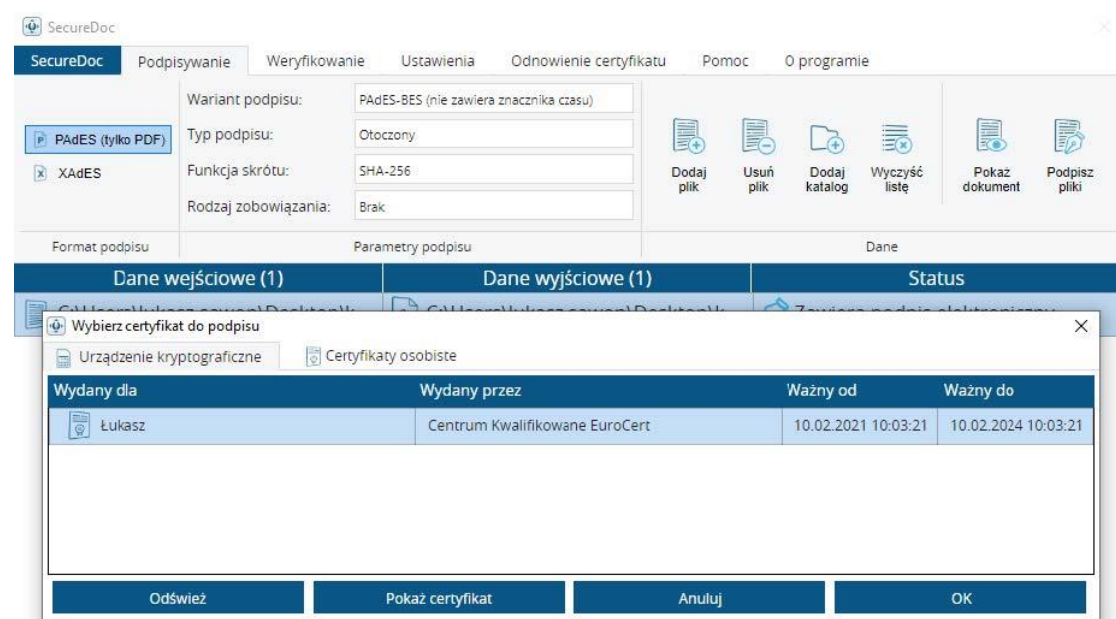 SecureDoc
SecureDoc Podpisywanie Weryfikowanie Ustawienia Odnowienie certyfikatu Pomoc O programie
PAdES (tylko PDF)
XAdES
Format podpisu
Wariant podpisu: PAdES-BES (nie zawiera znacznika czasu)
Typ podpisu: Otoczony
Funkcja skrótu: SHA-256
Rodzaj zobowiązania: Brak
Parametry podpisu
Dodaj plik
Usuń plik
Dodaj katalog
Wyczyść listę
Pokaż dokument
Podpisz pliki
Dane
Dane wejściowe (1) Dane wyjściowe (1) Status
Wybierz certyfikat do podpisu
Urządzenie kryptograficzne Certyfikaty osobiste
Wydany dla Wydany przez Ważny od Ważny do
Łukasz Centrum Kwalifikowane EuroCert 10.02.2021 10:03:21 10.02.2024 10:03:21
Odśwież Pokaż certyfikat Anuluj OK